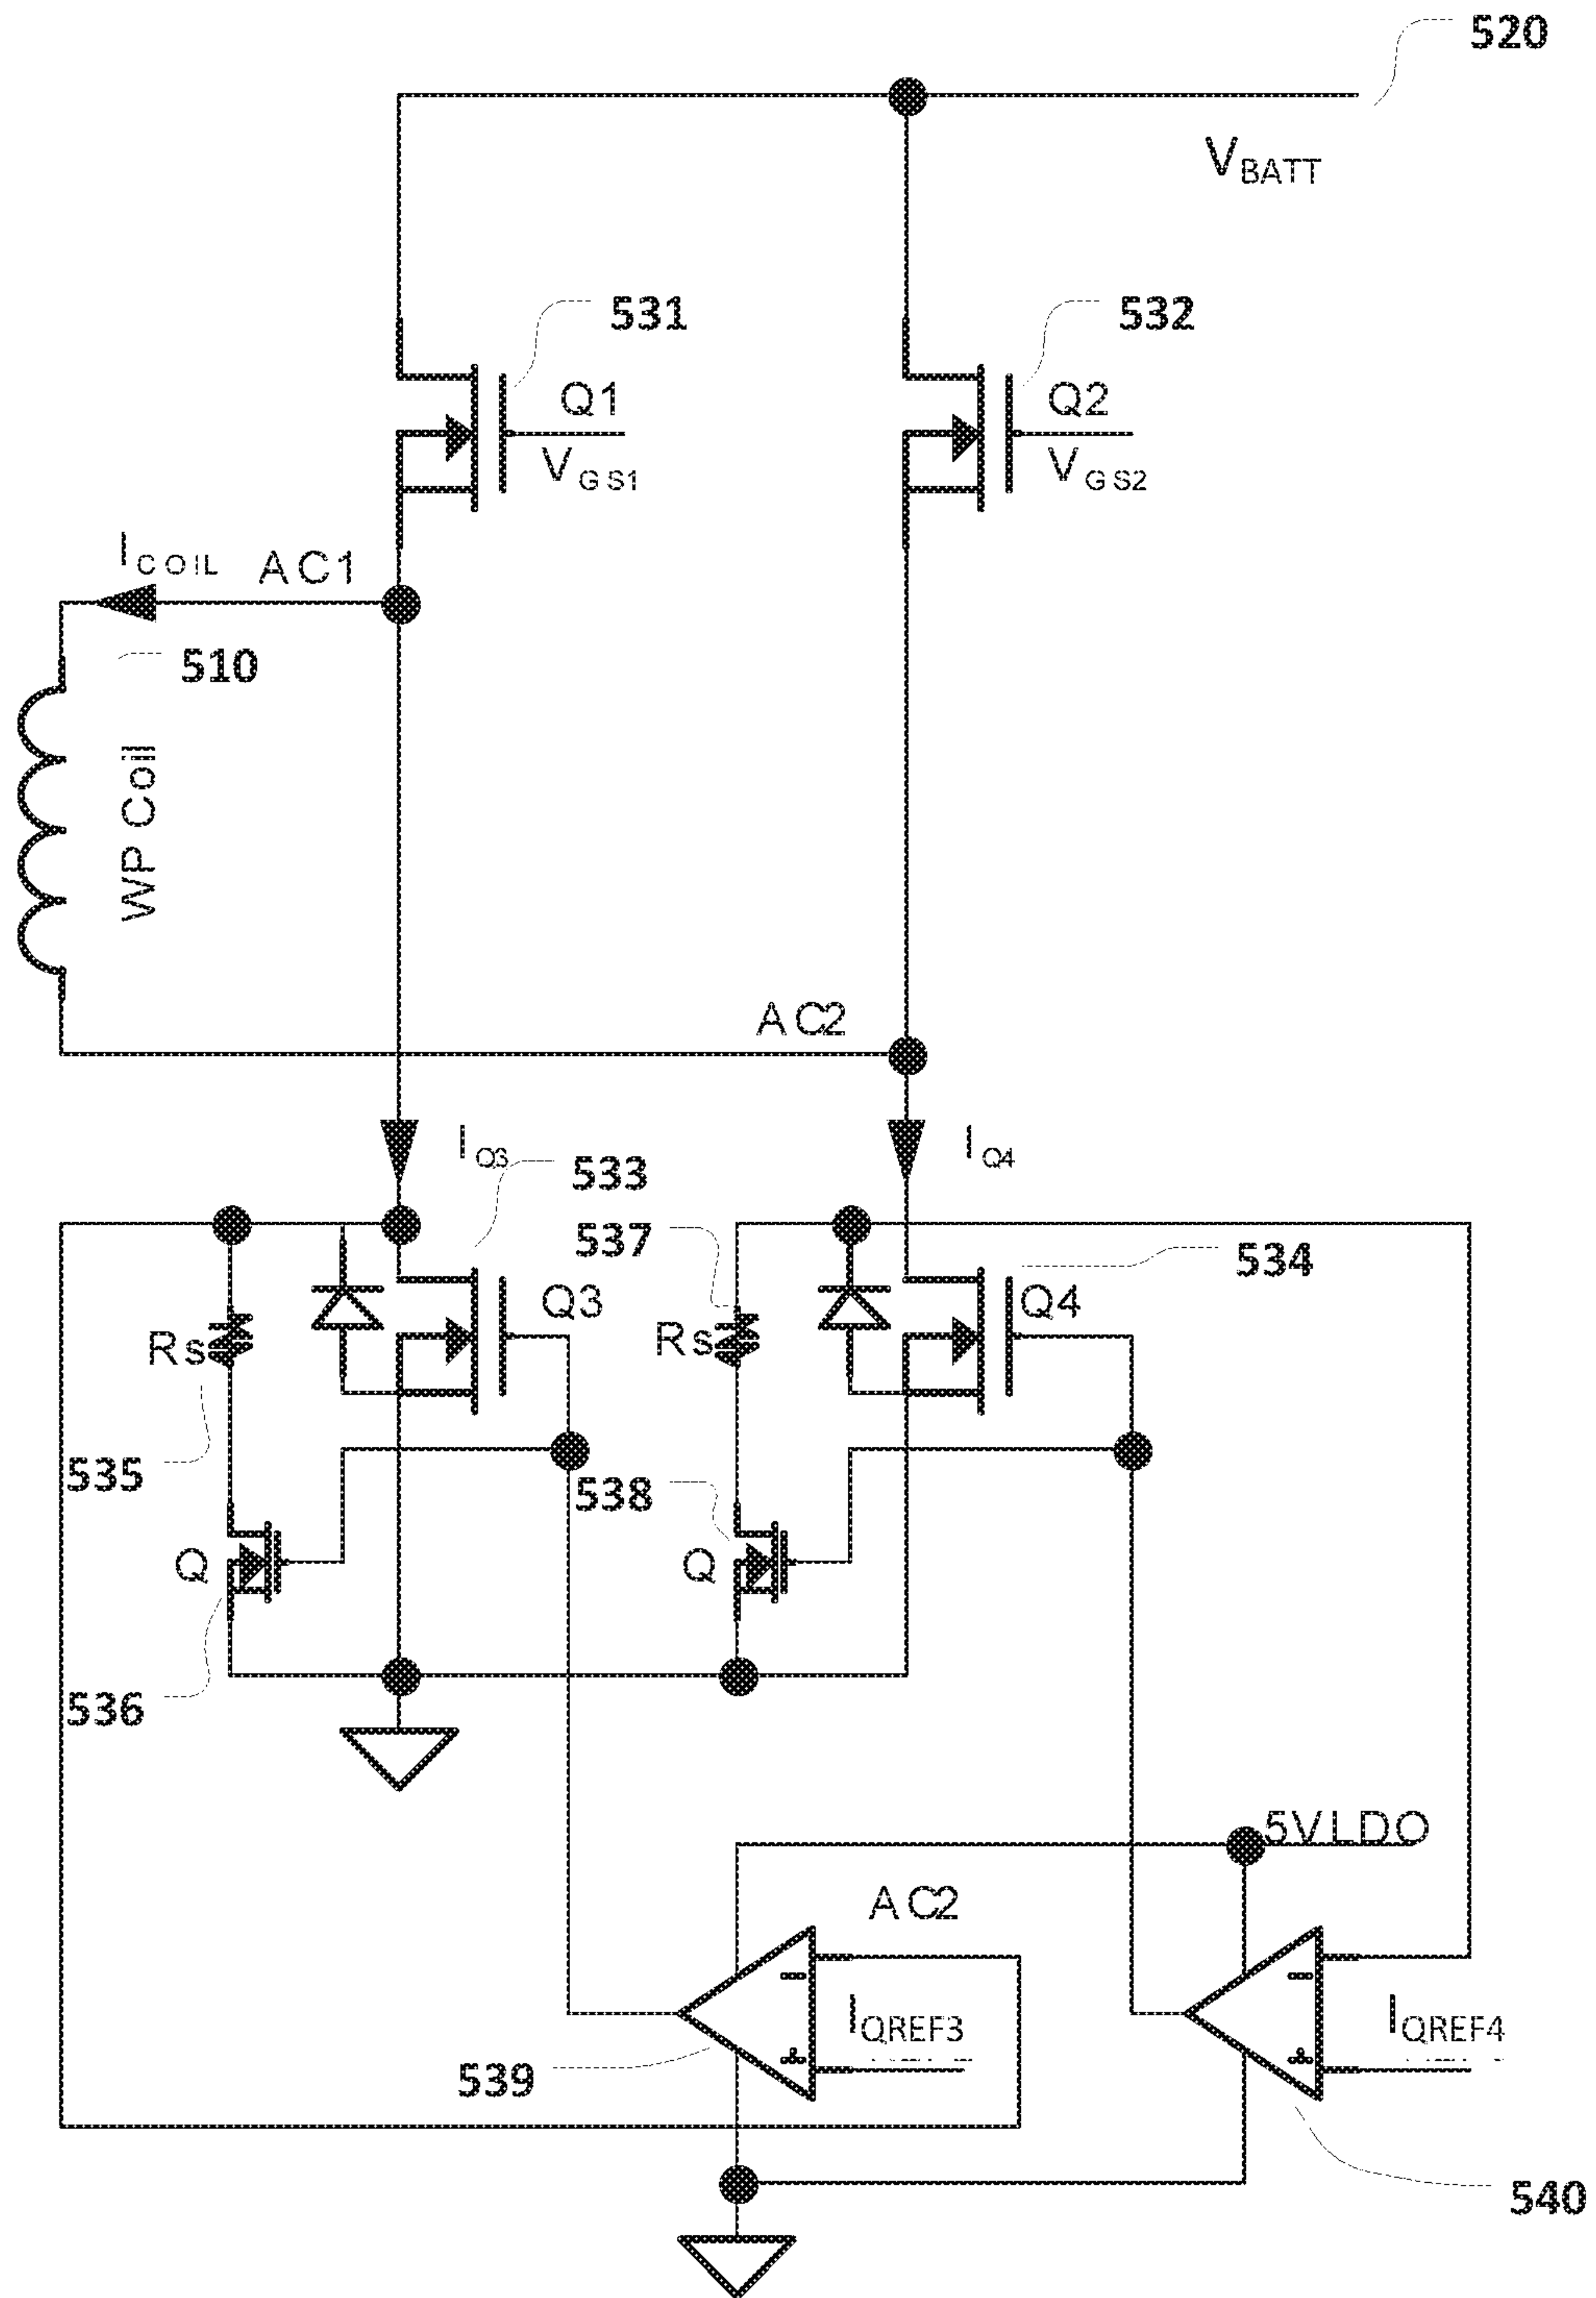 520
VBATT
531
532
Q1
Q2
VGS1
VGS2
ICOIL
AC1
510
WP Coil
AC2
IQ3
IQ4
533
537
534
Q3
Q4
Rs
Rs
535
538
Q
Q
536
5VLDO
AC2
-
-
IQREF3
IQREF4
+
+
539
540